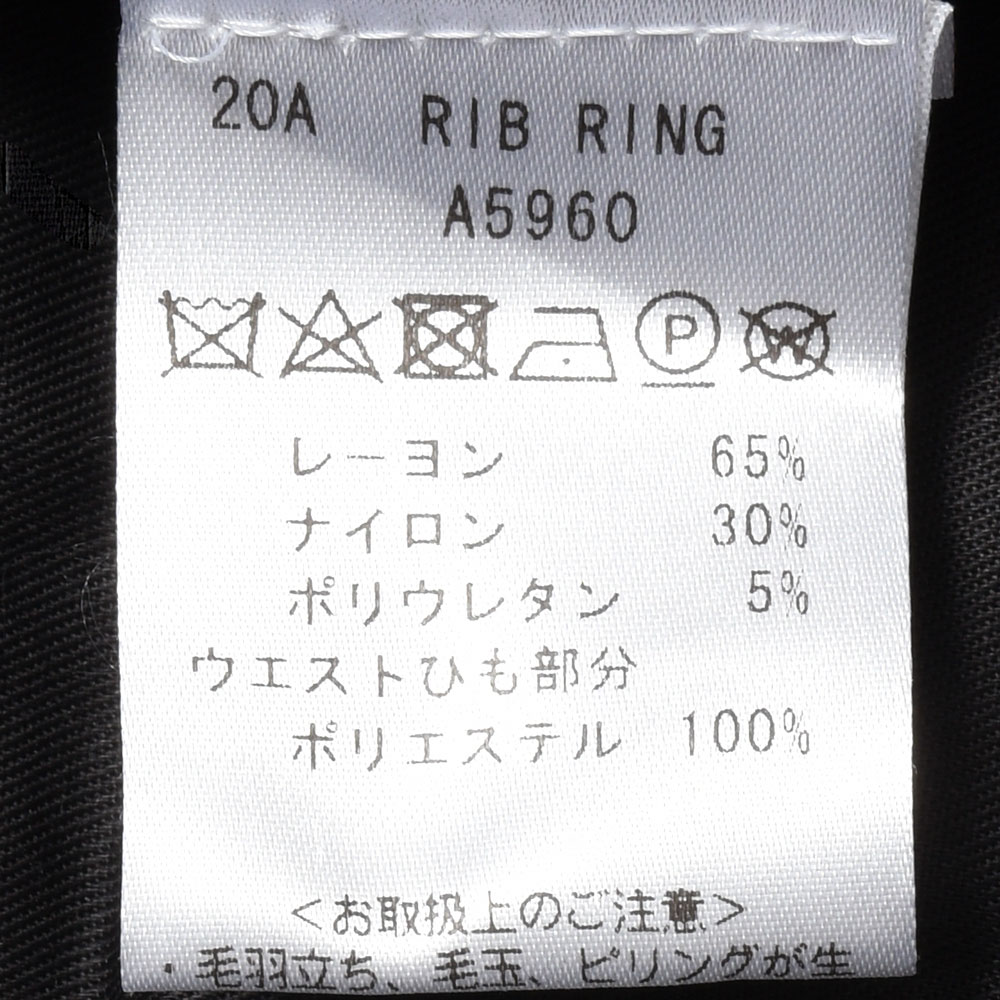 20A RIB RING
A5960
P W
レーヨン 65%
ナイロン 30%
ポリウレタン 5%
ウエストひも部分
ポリエステル 100%
<お取扱上のご注意>
・毛羽立ち、毛玉、ピリングが生